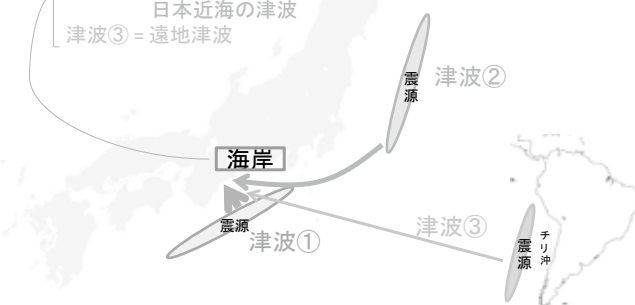 日本近海の津波
津波③ = 遠地津波
震源
津波②
海岸
震源
津波①
津波③
震源
チリ沖